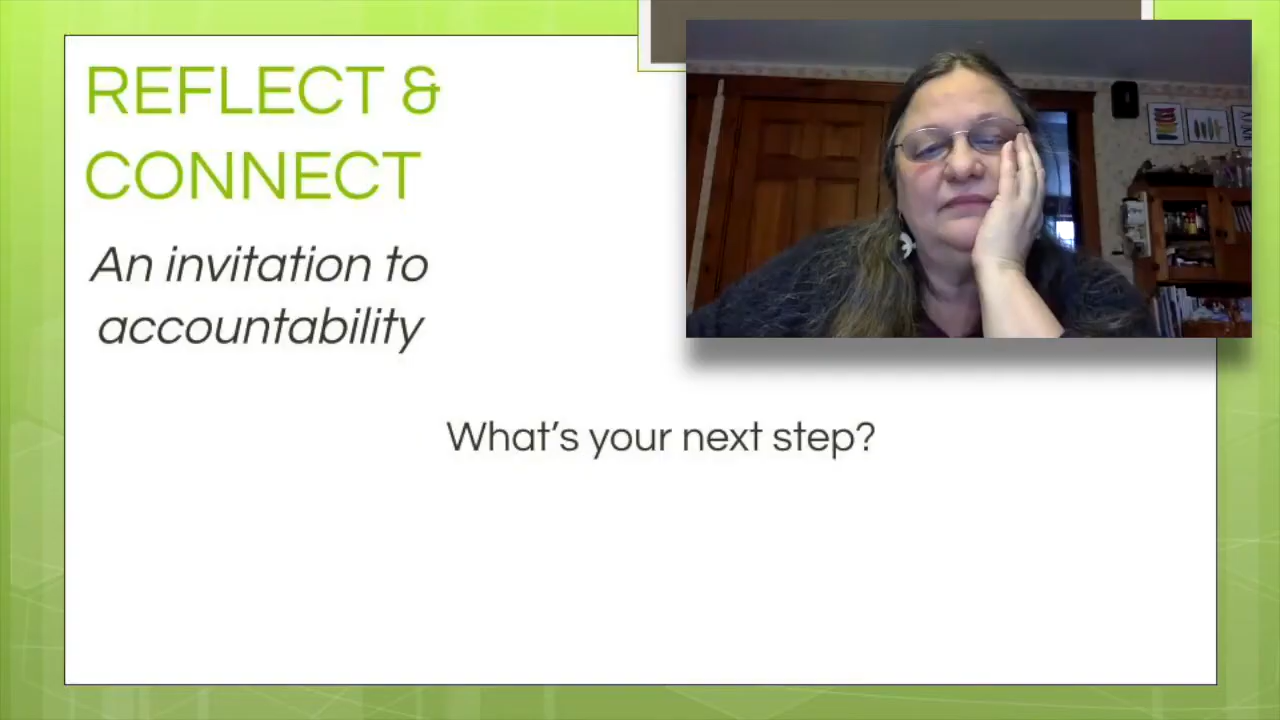 REFLECT &
CONNECT
An invitation to
accountability
What's your next step?